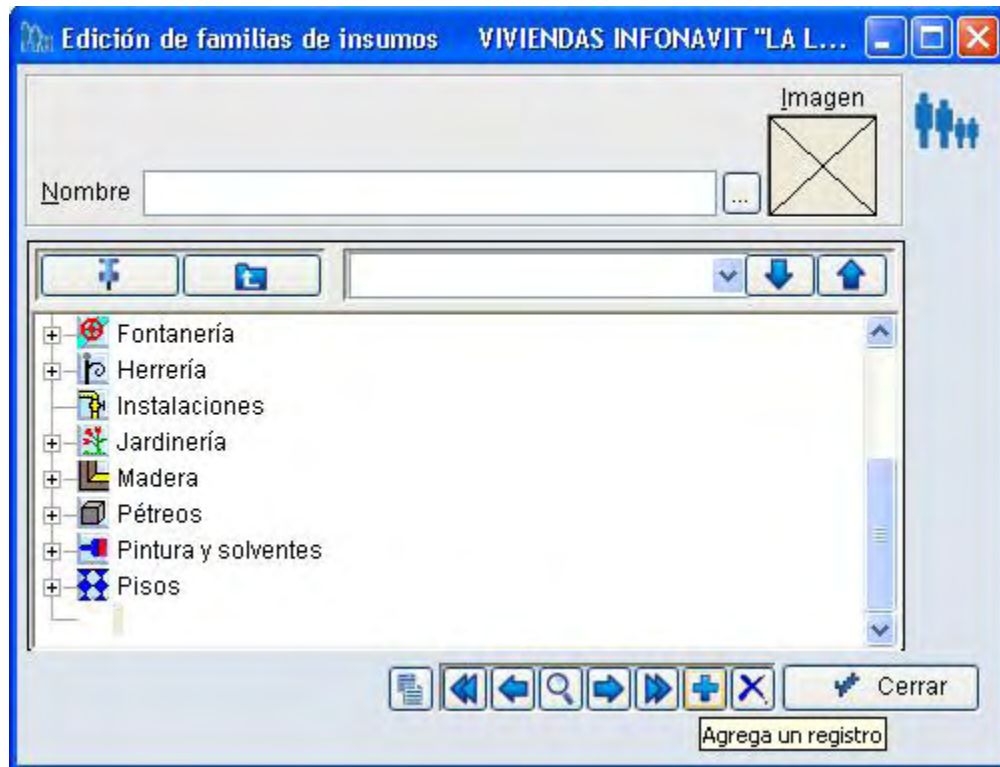 Edición de familias de insumos VIVIENDAS INFONAVIT "LA L...
Imagen
Nombre
...
Fontanería
Herrería
Instalaciones
Jardinería
Madera
Pétreos
Pintura y solventes
Pisos
Cerrar
Agrega un registro